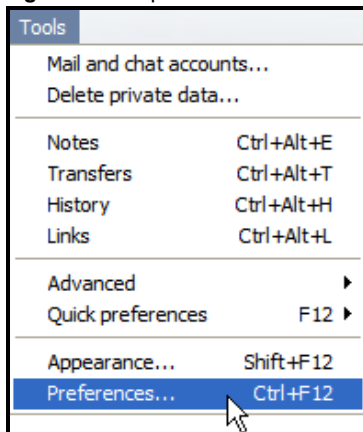 Tools
Mail and chat accounts...
Delete private data...
Notes Ctrl+Alt+E
Transfers Ctrl+Alt+T
History Ctrl+Alt+H
Links Ctrl+Alt+L
Advanced
Quick preferences F12
Appearance... Shift+F12
Preferences... Ctrl+F12